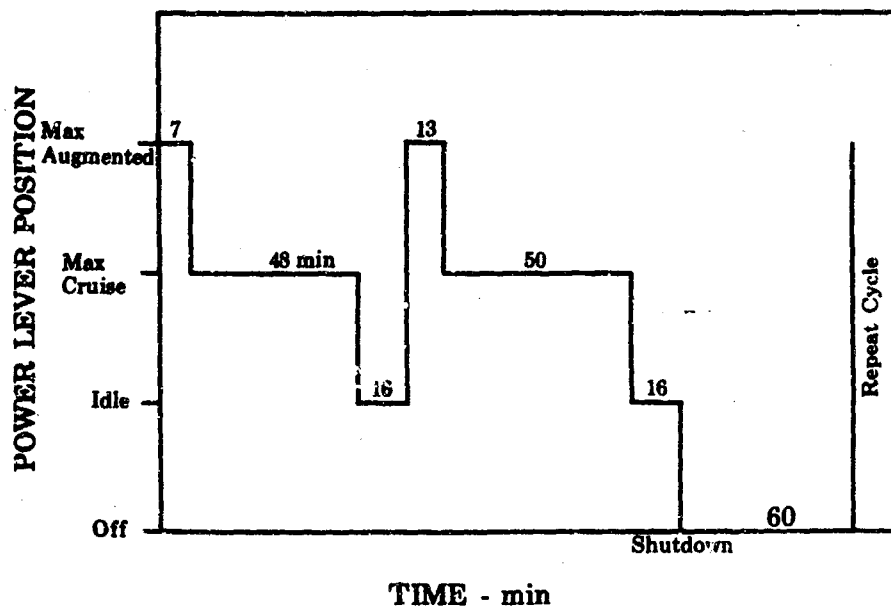 POWER LEVER POSITION
Max
Augmented
Max
Cruise
Idle
Off
7
13
48 min
50
16
16
60
Shutdown
Repeat Cycle
TIME - min